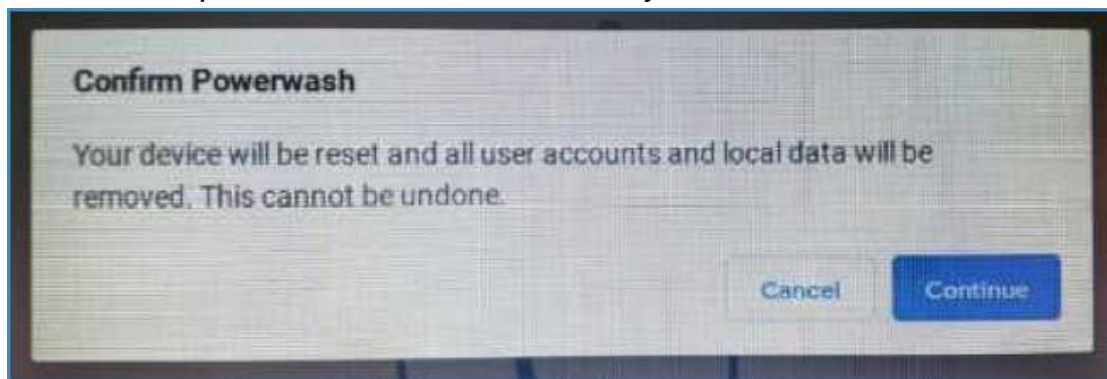 Confirm Powerwash
Your device will be reset and all user accounts and local data will be
removed. This cannot be undone.
Cancel
Continue